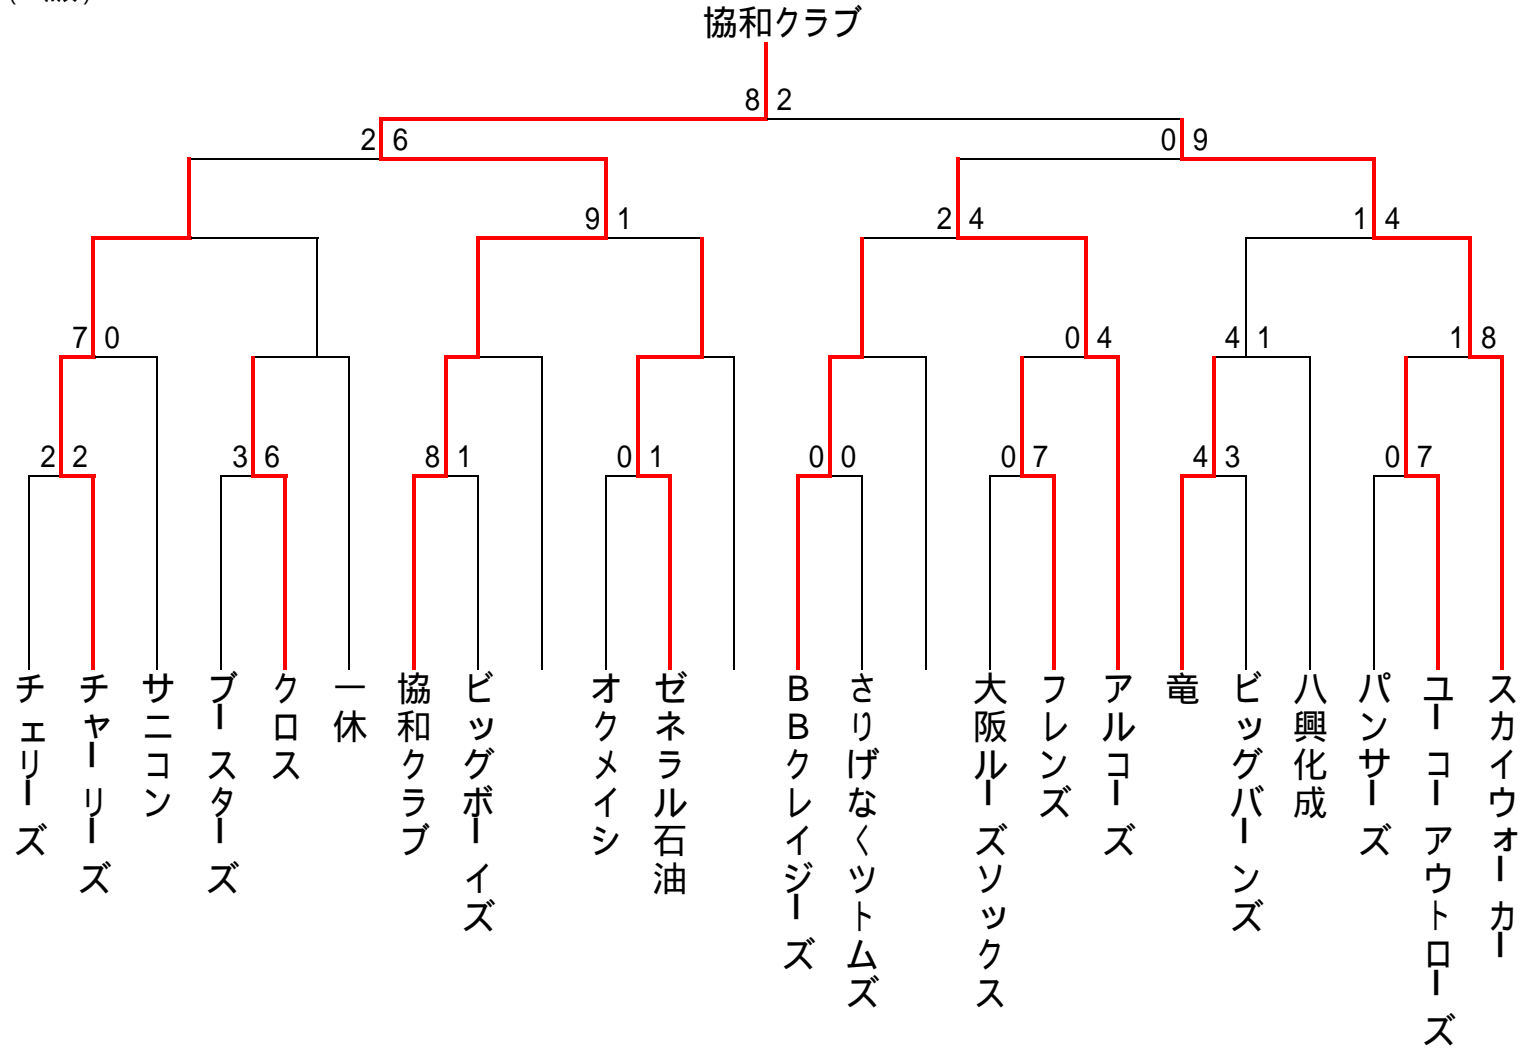 協和クラブ
8 2
2 6
0 9
9 1
2 4
1 4
7 0
0 4
4 1
1 8
2 2
3 6
8 1
0 1
0 0
0 7
4 3
0 7
チェリーズ
チャーリーズ
サニコン
ブースターズ
クロス
一休
協和クラブ
ビッグボーイズ
オクメイシ
ゼネラル石油
BBクレイジーズ
さりげなくツトムズ
大阪ルーズソックス
フレンズ
アルコーズ
竜
ビッグバーンズ
八興化成
パンサーズ
ユーコーアウトローズ
スカイウォーカー